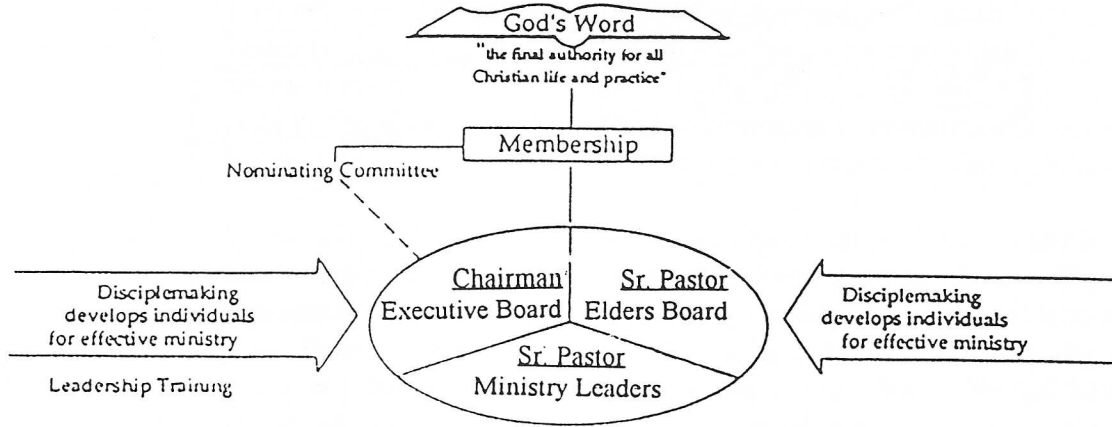 God's Word
"the final authority for all
Christian life and practice"
Membership
Nominating Committee
Chairman
Executive Board
Sr. Pastor
Elders Board
Sr. Pastor
Ministry Leaders
Disciplemaking
develops individuals
for effective ministry
Leadership Training
Disciplemaking
develops individuals
for effective ministry